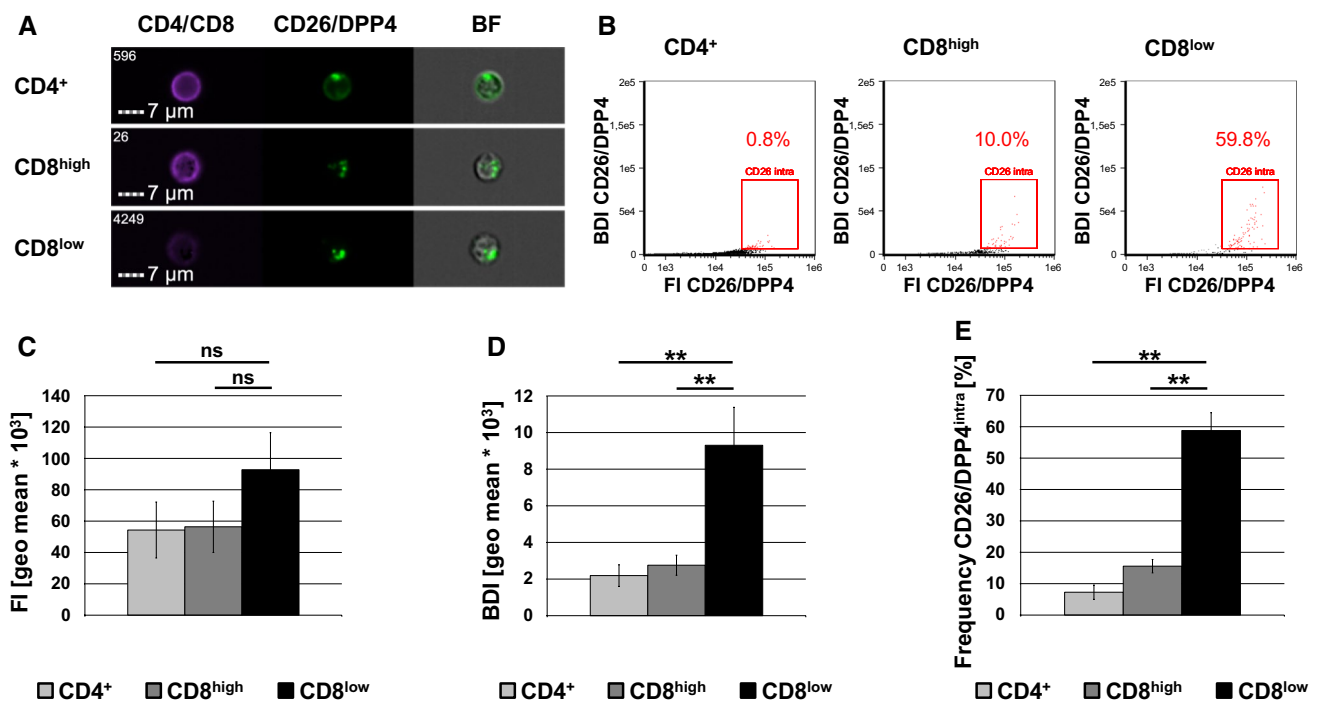 A
CD4/CD8 CD26/DPP4 BF
CD4⁺
596
7 µm
CD8ʰⁱᵍʰ
26
7 µm
CD8ˡᵒʷ
4249
7 µm
B
CD4⁺ CD8ʰⁱᵍʰ CD8ˡᵒʷ
BDI CD26/DPP4
2e5
1,5e5
1e5
5e4
0
0.8%
CD26 intra
0 1e3 1e4 1e5 1e6
FI CD26/DPP4
BDI CD26/DPP4
2e5
1,5e5
1e5
5e4
0
10.0%
CD26 intra
0 1e3 1e4 1e5 1e6
FI CD26/DPP4
BDI CD26/DPP4
2e5
1,5e5
1e5
5e4
0
59.8%
CD26 intra
0 1e3 1e4 1e5 1e6
FI CD26/DPP4
C
ns
ns
FI [geo mean * 10³]
140
120
100
80
60
40
20
0
CD4⁺ CD8ʰⁱᵍʰ CD8ˡᵒʷ
D
**
**
BDI [geo mean * 10³]
12
10
8
6
4
2
0
CD4⁺ CD8ʰⁱᵍʰ CD8ˡᵒʷ
E
**
**
Frequency CD26/DPP4ⁱⁿᵗʳᵃ [%]
70
60
50
40
30
20
10
0
CD4⁺ CD8ʰⁱᵍʰ CD8ˡᵒʷ